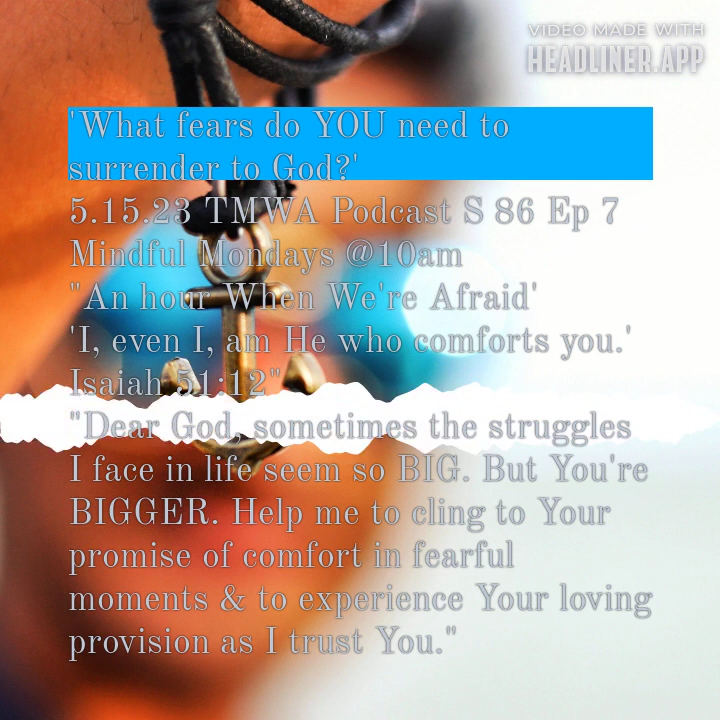 VIDEO MADE WITH
HEADLINER.APP
'What fears do YOU need to
surrender to God?'
5.15.23 TMWA Podcast S 86 Ep 7
Mindful Mondays @10am
"An hour When We're Afraid'
'I, even I, am He who comforts you.'
Isaiah 51:12"
"Dear God, sometimes the struggles
I face in life seem so BIG. But You're
BIGGER. Help me to cling to Your
promise of comfort in fearful
moments & to experience Your loving
provision as I trust You."